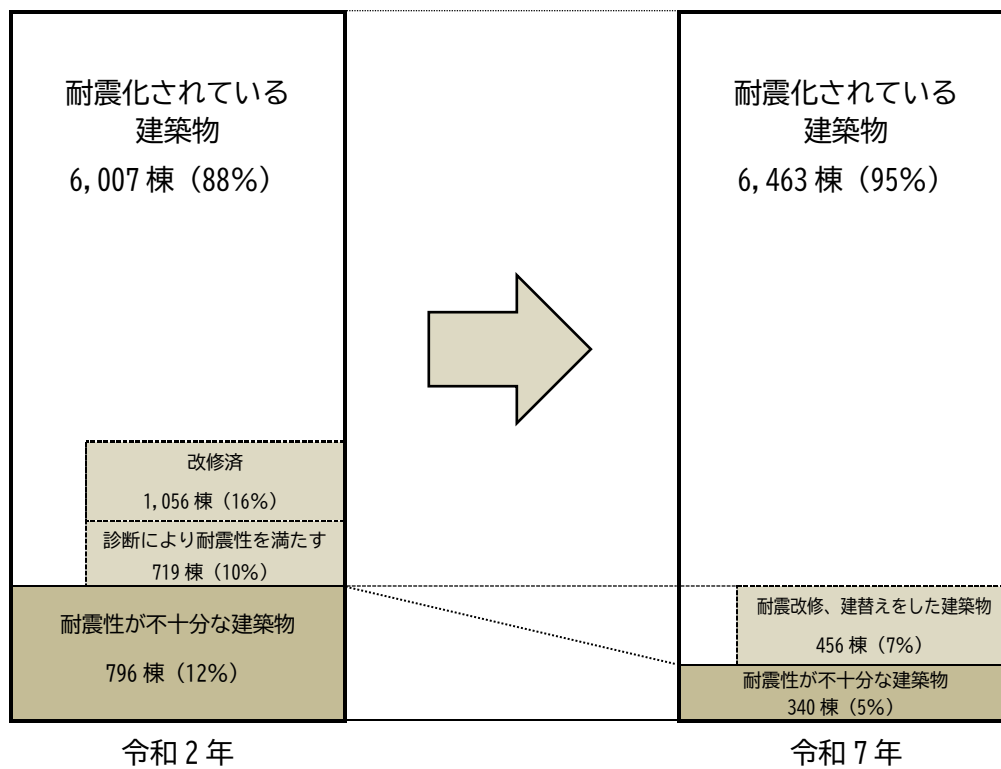 耐震化されている
建築物
6,007 棟（88%）
改修済
1,056 棟（16%）
診断により耐震性を満たす
719 棟（10%）
耐震性が不十分な建築物
796 棟（12%）
令和 2 年
耐震化されている
建築物
6,463 棟（95%）
耐震改修、建替えをした建築物
456 棟（7%）
耐震性が不十分な建築物
340 棟（5%）
令和 7 年